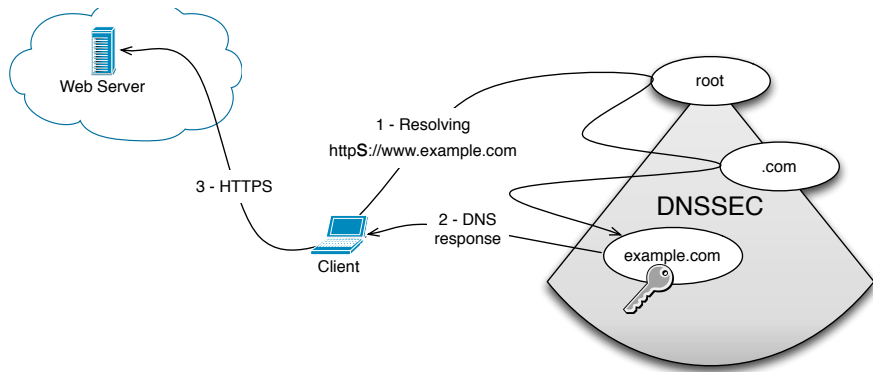 Web Server
root
1 - Resolving
httpS://www.example.com
.com
3 - HTTPS
DNSSEC
2 - DNS
response
example.com
Client